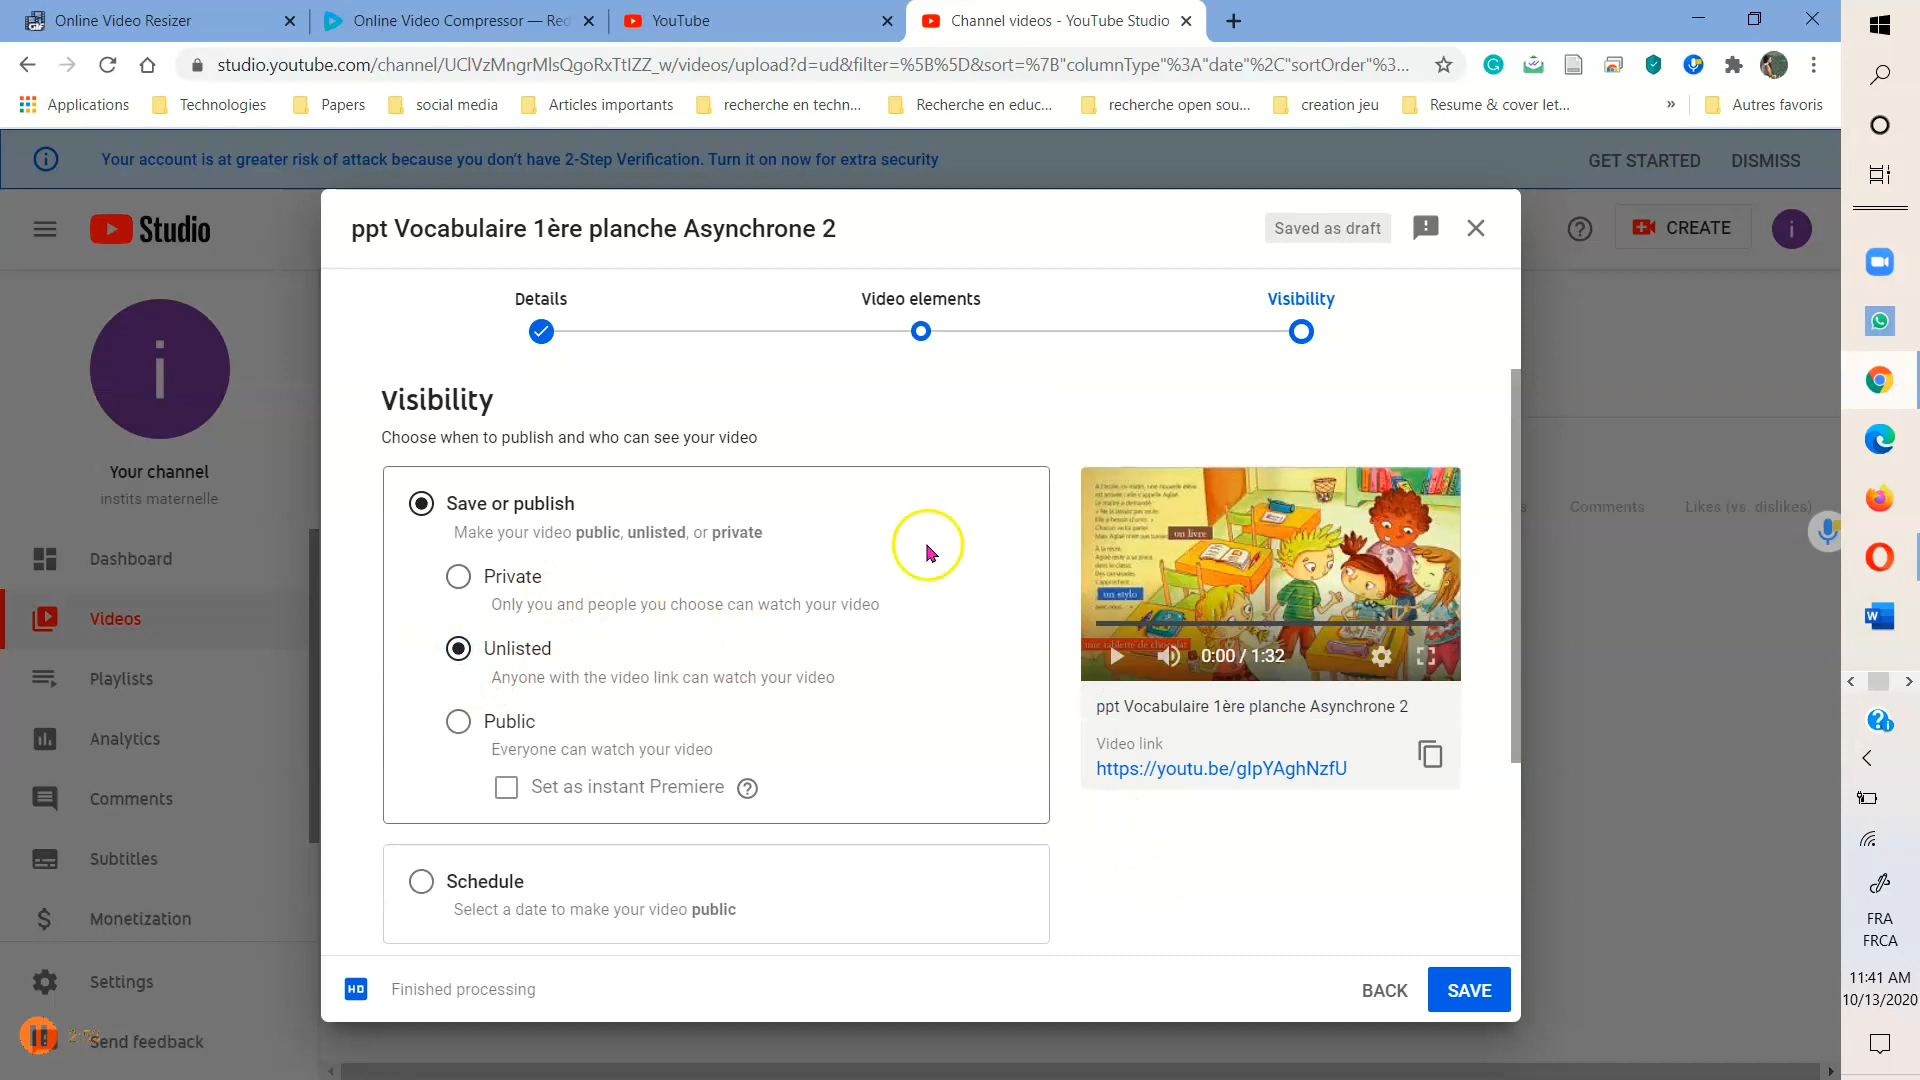 Online Video Resizer
Online Video Compressor — Red
YouTube
Channel videos - YouTube Studio
studio.youtube.com/channel/UClVzMngrMlsQgoRxTtIZZ_w/videos/upload?d=ud&filter=%5B%5D&sort=%7B"columnType"%3A"date"%2C"sortOrder"%3...
Applications
Technologies
Papers
social media
Articles importants
recherche en techn...
Recherche en educ...
recherche open sou...
creation jeu
Resume & cover let...
»
Autres favoris
Your account is at greater risk of attack because you don't have 2-Step Verification. Turn it on now for extra security
GET STARTED
DISMISS
Studio
ppt Vocabulaire 1ère planche Asynchrone 2
Saved as draft
CREATE
i
Details
Video elements
Visibility
i
Your channel
instits maternelle
Dashboard
Videos
Playlists
Analytics
Comments
Subtitles
Monetization
Settings
Send feedback
Visibility
Choose when to publish and who can see your video
Save or publish
Make your video public, unlisted, or private
Private
Only you and people you choose can watch your video
Unlisted
Anyone with the video link can watch your video
Public
Everyone can watch your video
Set as instant Premiere
Schedule
Select a date to make your video public
un livre
un stylo
une tablette de chocolat
0:00 / 1:32
ppt Vocabulaire 1ère planche Asynchrone 2
Video link
https://youtu.be/gIpYAghNzfU
Comments
Likes (vs. dislikes)
HD
Finished processing
BACK
SAVE
FRA
FRCA
11:41 AM
10/13/2020